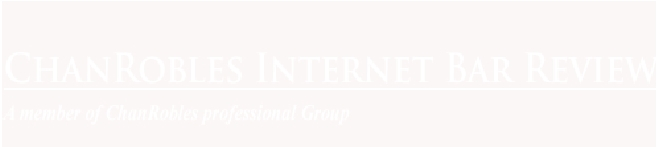 ChanRobles Internet Bar Review
A member of ChanRobles professional Group